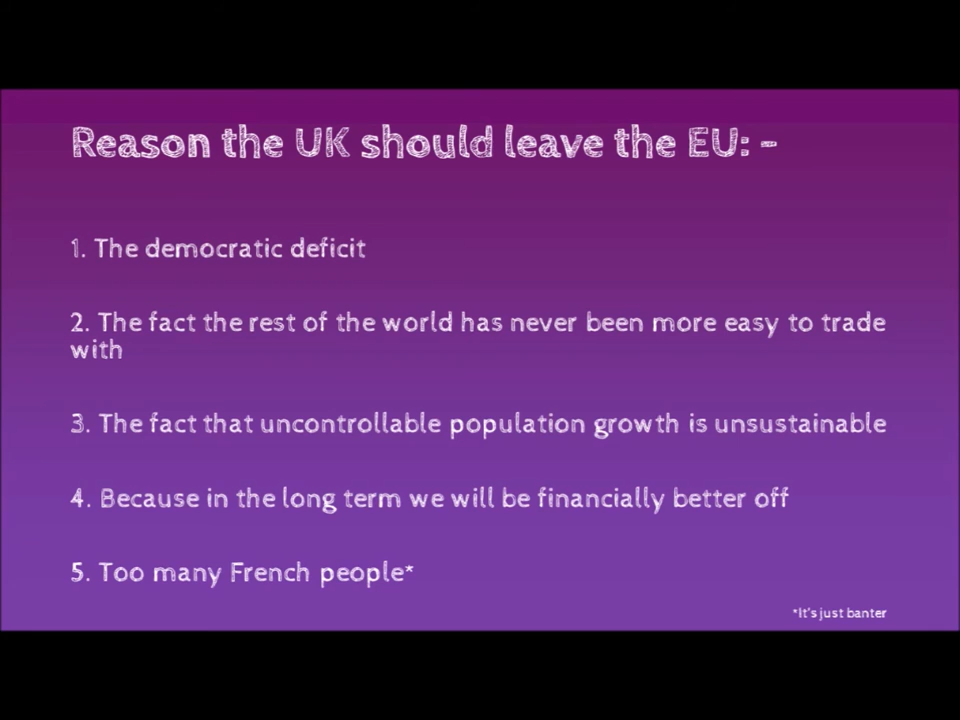 Reason the UK should leave the EU: -
1. The democratic deficit
2. The fact the rest of the world has never been more easy to trade
with
3. The fact that uncontrollable population growth is unsustainable
4. Because in the long term we will be financially better off
5. Too many French people*
*It's just banter